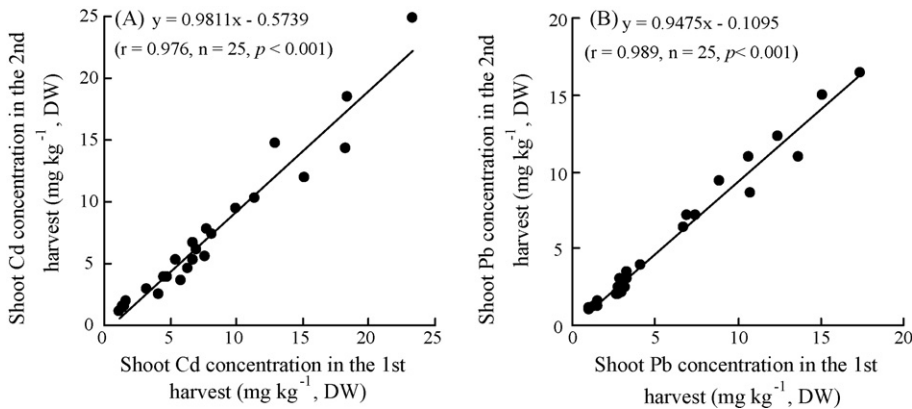 (A) y = 0.9811x - 0.5739
(r = 0.976, n = 25, p < 0.001)
Shoot Cd concentration in the 2nd
harvest (mg kg⁻¹, DW)
25
20
15
10
5
0
0
5
10
15
20
25
Shoot Cd concentration in the 1st
harvest (mg kg⁻¹, DW)
(B) y = 0.9475x - 0.1095
(r = 0.989, n = 25, p< 0.001)
Shoot Pb concentration in the 2nd
harvest (mg kg⁻¹, DW)
20
15
10
5
0
0
5
10
15
20
Shoot Pb concentration in the 1st
harvest (mg kg⁻¹, DW)